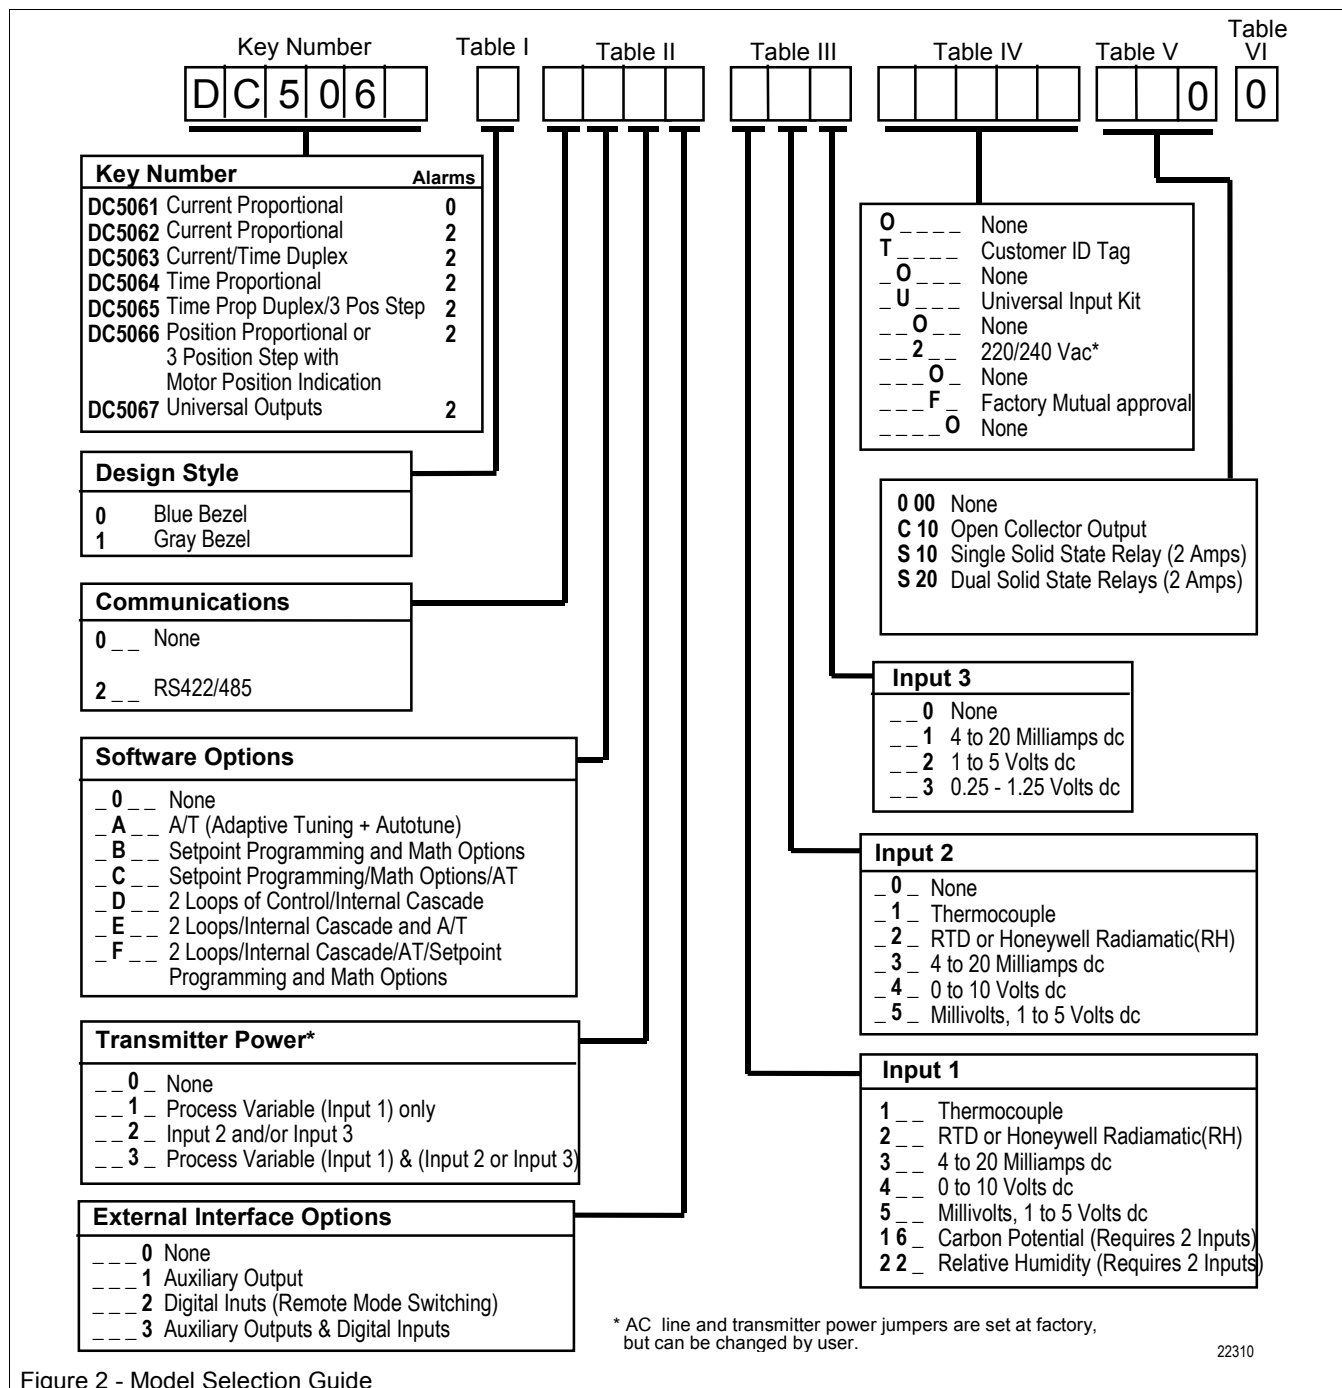 Key Number Table I Table II Table III Table IV Table V Table VI
D C 5 0 6 0 0
Key Number Alarms
DC5061 Current Proportional 0
DC5062 Current Proportional 2
DC5063 Current/Time Duplex 2
DC5064 Time Proportional 2
DC5065 Time Prop Duplex/3 Pos Step 2
DC5066 Position Proportional or 2
3 Position Step with
Motor Position Indication
DC5067 Universal Outputs 2
Design Style
0 Blue Bezel
1 Gray Bezel
Communications
0 _ _ None
2 _ _ RS422/485
Software Options
_ 0 _ _ None
_ A _ _ A/T (Adaptive Tuning + Autotune)
_ B _ _ Setpoint Programming and Math Options
_ C _ _ Setpoint Programming/Math Options/AT
_ D _ _ 2 Loops of Control/Internal Cascade
_ E _ _ 2 Loops/Internal Cascade and A/T
_ F _ _ 2 Loops/Internal Cascade/AT/Setpoint
Programming and Math Options
Transmitter Power*
_ _ 0 _ None
_ _ 1 _ Process Variable (Input 1) only
_ _ 2 _ Input 2 and/or Input 3
_ _ 3 _ Process Variable (Input 1) & (Input 2 or Input 3)
External Interface Options
_ _ _ 0 None
_ _ _ 1 Auxiliary Output
_ _ _ 2 Digital Inuts (Remote Mode Switching)
_ _ _ 3 Auxiliary Outputs & Digital Inputs
O _ _ _ _ None
T _ _ _ _ Customer ID Tag
_ O _ _ _ None
_ U _ _ _ Universal Input Kit
_ _ O _ _ None
_ _ 2 _ _ 220/240 Vac*
_ _ _ O _ None
_ _ _ F _ Factory Mutual approval
_ _ _ _ O None
0 00 None
C 10 Open Collector Output
S 10 Single Solid State Relay (2 Amps)
S 20 Dual Solid State Relays (2 Amps)
Input 3
_ _ 0 None
_ _ 1 4 to 20 Milliamps dc
_ _ 2 1 to 5 Volts dc
_ _ 3 0.25 - 1.25 Volts dc
Input 2
_ 0 _ None
_ 1 _ Thermocouple
_ 2 _ RTD or Honeywell Radiamatic(RH)
_ 3 _ 4 to 20 Milliamps dc
_ 4 _ 0 to 10 Volts dc
_ 5 _ Millivolts, 1 to 5 Volts dc
Input 1
1 _ _ Thermocouple
2 _ _ RTD or Honeywell Radiamatic(RH)
3 _ _ 4 to 20 Milliamps dc
4 _ _ 0 to 10 Volts dc
5 _ _ Millivolts, 1 to 5 Volts dc
1 6 _ Carbon Potential (Requires 2 Inputs)
2 2 _ Relative Humidity (Requires 2 Inputs)
* AC line and transmitter power jumpers are set at factory,
but can be changed by user.
22310
Figure 2 - Model Selection Guide